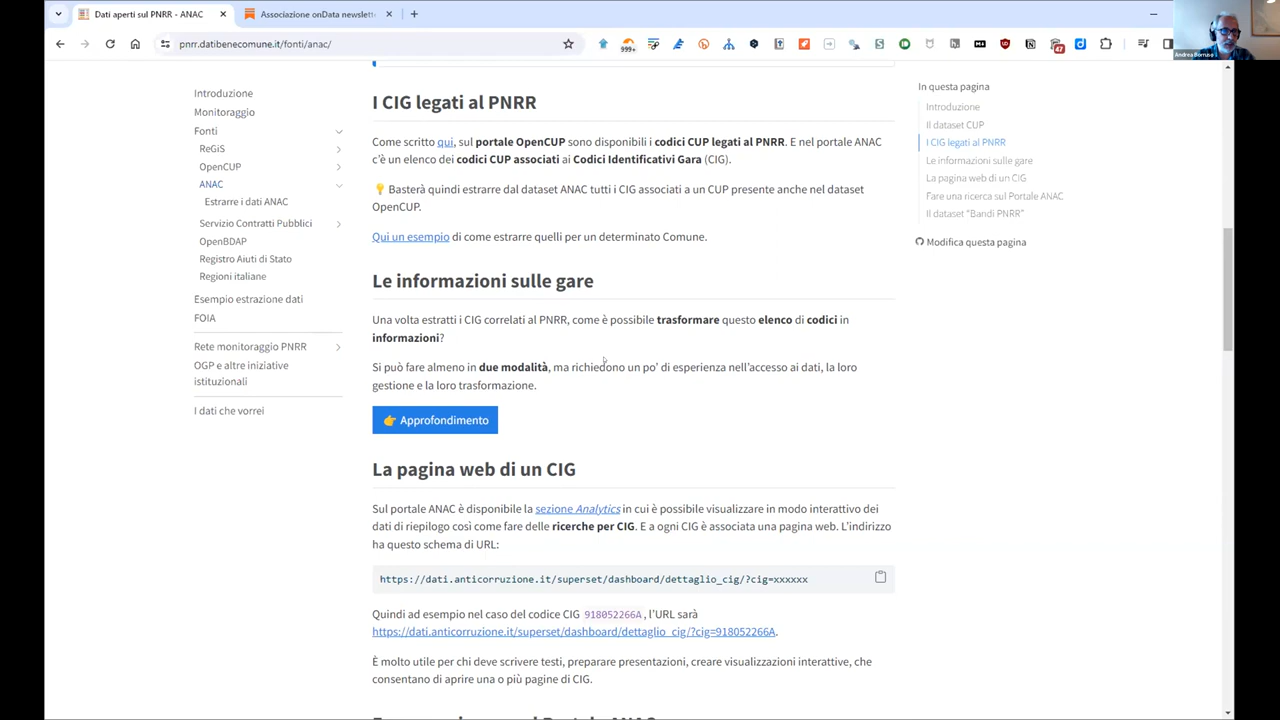 Dati aperti sul PNRR - ANAC
Associazione onData newslett
pnrr.datibenecomune.it/fonti/anac/
999+
47
Introduzione
Monitoraggio
Fonti
ReGiS
OpenCUP
ANAC
Estrarre i dati ANAC
Servizio Contratti Pubblici
OpenBDAP
Registro Aiuti di Stato
Regioni italiane
Esempio estrazione dati
FOIA
Rete monitoraggio PNRR
OGP e altre iniziative
istituzionali
I dati che vorrei
I CIG legati al PNRR
Come scritto qui, sul portale OpenCUP sono disponibili i codici CUP legati al PNRR. E nel portale ANAC
c'è un elenco dei codici CUP associati ai Codici Identificativi Gara (CIG).
💡 Basterà quindi estrarre dal dataset ANAC tutti i CIG associati a un CUP presente anche nel dataset
OpenCUP.
Qui un esempio di come estrarre quelli per un determinato Comune.
Le informazioni sulle gare
Una volta estratti i CIG correlati al PNRR, come è possibile trasformare questo elenco di codici in
informazioni?
Si può fare almeno in due modalità, ma richiedono un po' di esperienza nell'accesso ai dati, la loro
gestione e la loro trasformazione.
👉 Approfondimento
La pagina web di un CIG
Sul portale ANAC è disponibile la sezione Analytics in cui è possibile visualizzare in modo interattivo dei
dati di riepilogo così come fare delle ricerche per CIG. E a ogni CIG è associata una pagina web. L'indirizzo
ha questo schema di URL:
https://dati.anticorruzione.it/superset/dashboard/dettaglio_cig/?cig=xxxxxx
Quindi ad esempio nel caso del codice CIG 918052266A, l'URL sarà
https://dati.anticorruzione.it/superset/dashboard/dettaglio_cig/?cig=918052266A.
È molto utile per chi deve scrivere testi, preparare presentazioni, creare visualizzazioni interattive, che
consentano di aprire una o più pagine di CIG.
In questa pagina
Introduzione
Il dataset CUP
I CIG legati al PNRR
Le informazioni sulle gare
La pagina web di un CIG
Fare una ricerca sul Portale ANAC
Il dataset "Bandi PNRR"
Modifica questa pagina
Andrea